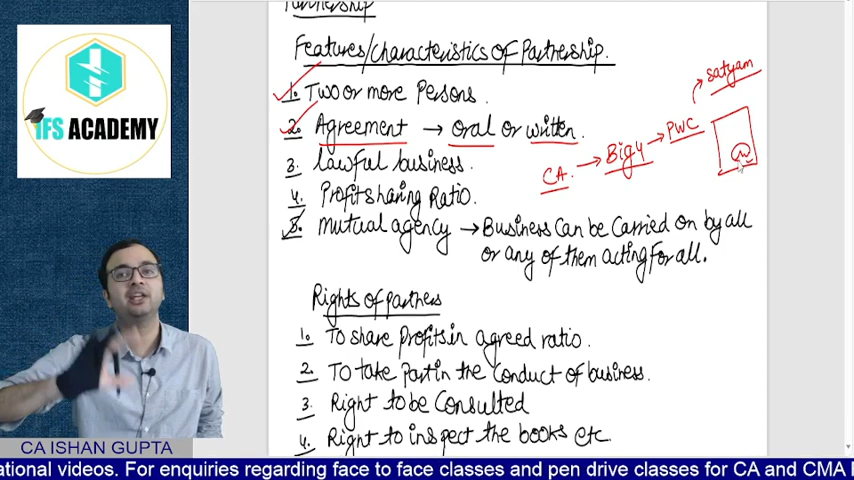 Partnership
Features/characteristics of Partnership.
1. Two or more Persons.
2. Agreement → oral or written.
3. lawful business.
4. Profit sharing Ratio.
5. mutual agency → Business can be carried on by all
or any of them acting for all.
CA → Big 4 → PWC
satyam
Rights of partners
1. To share Profits in agreed ratio.
2. To take Part in the conduct of business.
3. Right to be Consulted
4. Right to inspect the books etc.
IFS ACADEMY
CA ISHAN GUPTA
ational videos. For enquiries regarding face to face classes and pen drive classes for CA and CMA